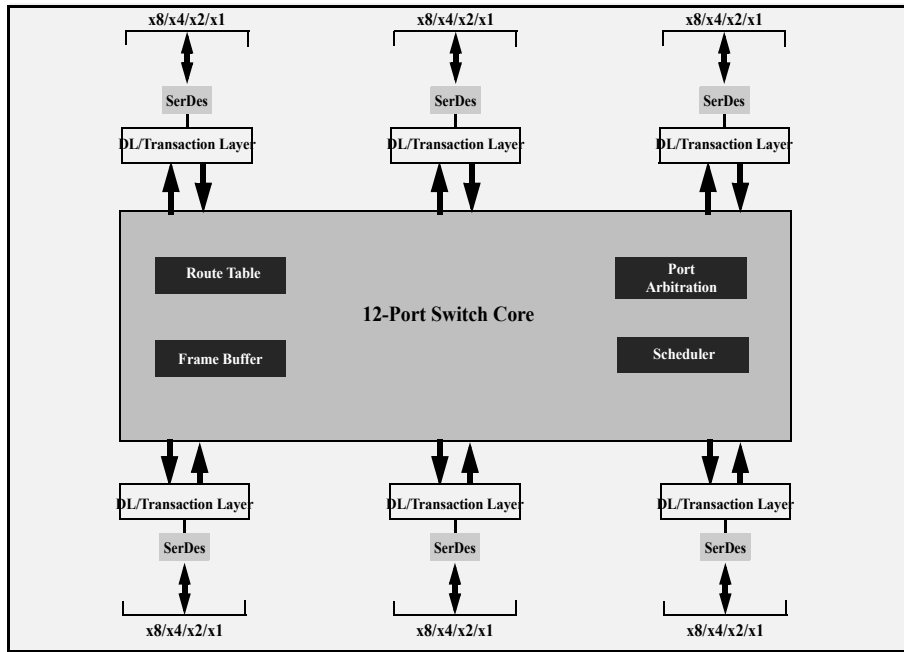 x8/x4/x2/x1 x8/x4/x2/x1 x8/x4/x2/x1
SerDes SerDes SerDes
DL/Transaction Layer DL/Transaction Layer DL/Transaction Layer
Route Table
Port
Arbitration
12-Port Switch Core
Frame Buffer
Scheduler
DL/Transaction Layer DL/Transaction Layer DL/Transaction Layer
SerDes SerDes SerDes
x8/x4/x2/x1 x8/x4/x2/x1 x8/x4/x2/x1